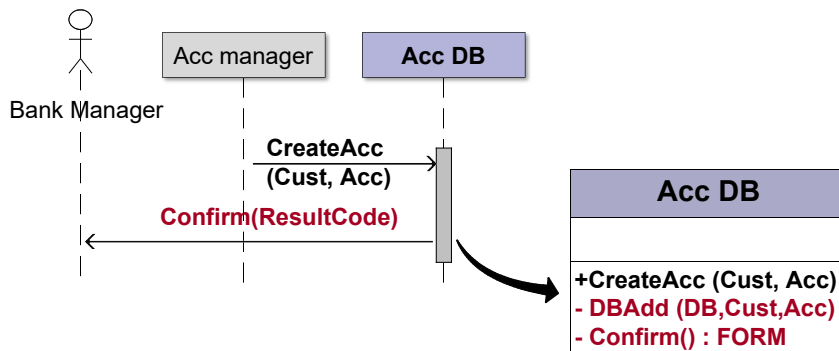 Acc manager
Acc DB
Bank Manager
CreateAcc
(Cust, Acc)
Confirm(ResultCode)
Acc DB
+CreateAcc (Cust, Acc)
- DBAdd (DB,Cust,Acc)
- Confirm() : FORM